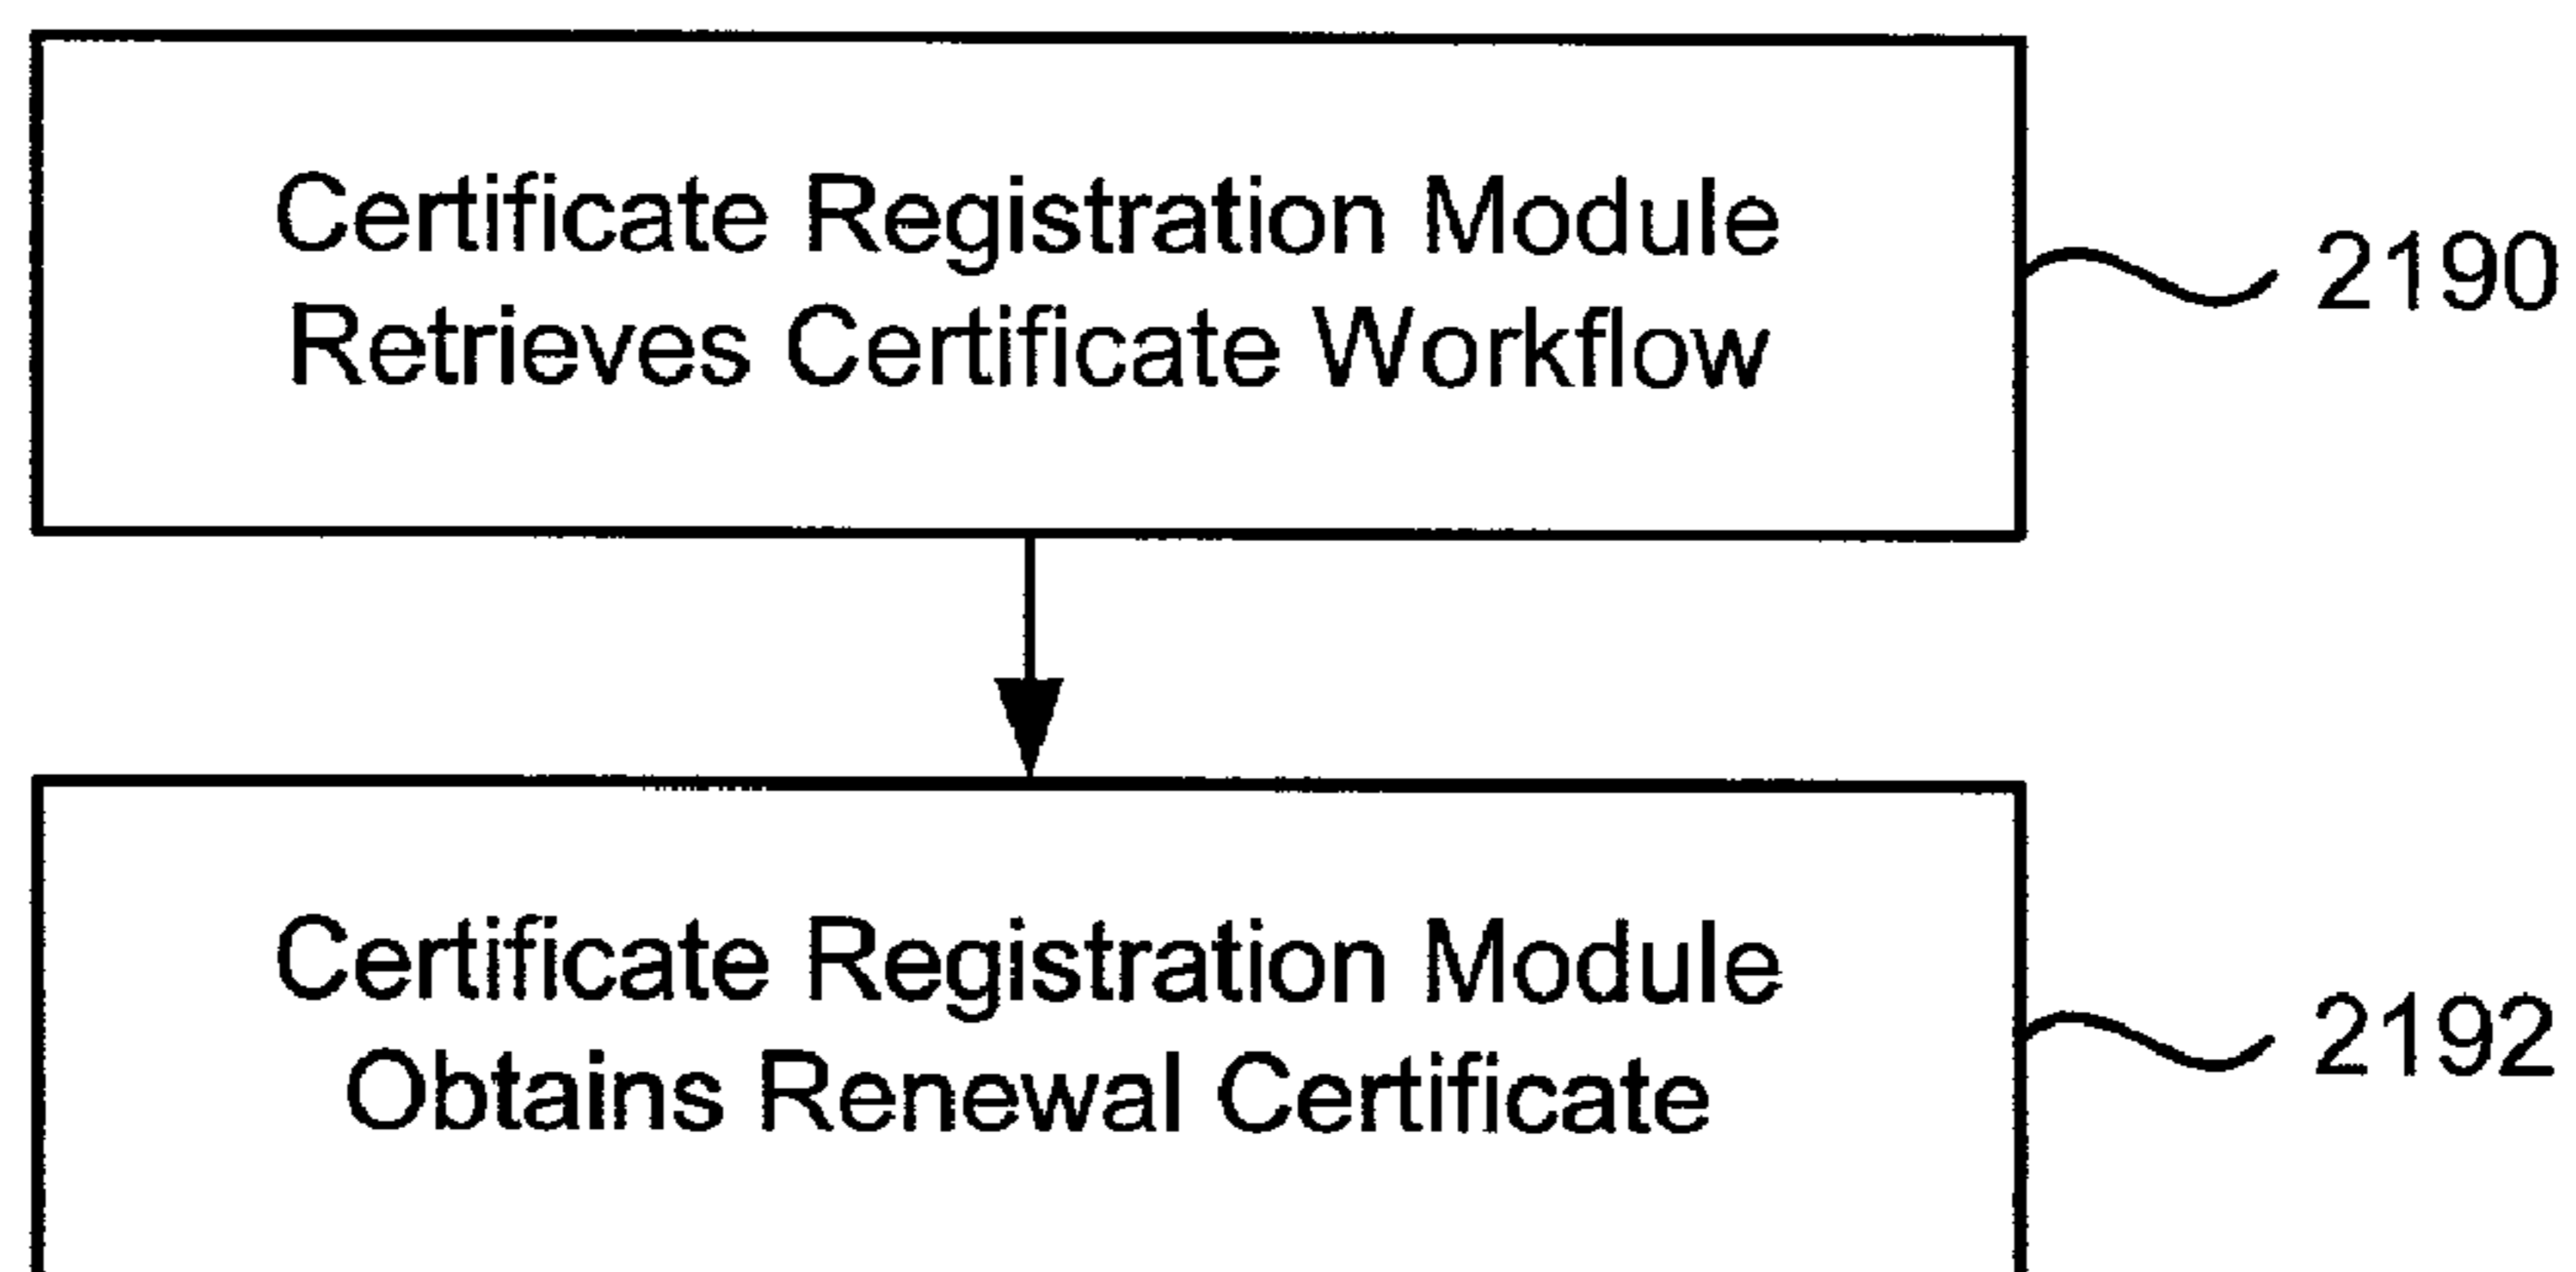 Certificate Registration Module
Retrieves Certificate Workflow
2190
Certificate Registration Module
Obtains Renewal Certificate
2192